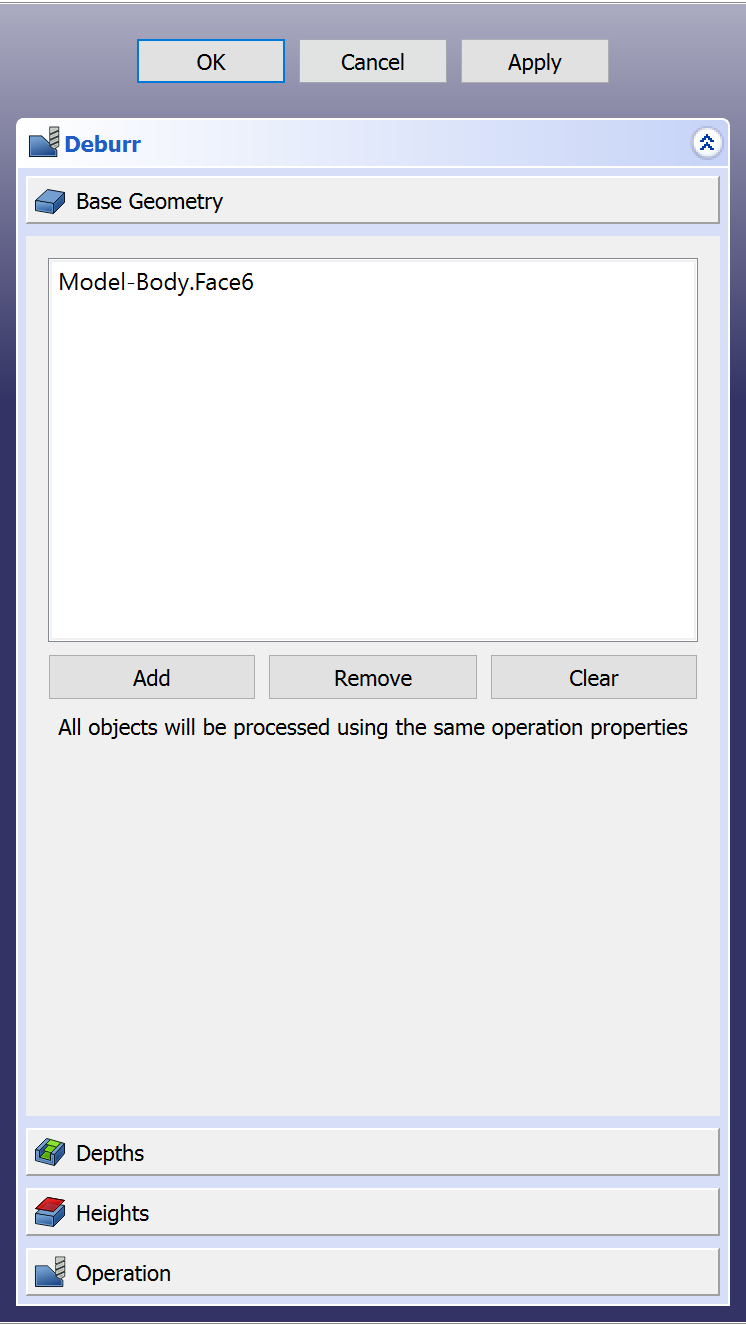 OK Cancel Apply
Deburr
Base Geometry
Model-Body.Face6
Add Remove Clear
All objects will be processed using the same operation properties
Depths
Heights
Operation